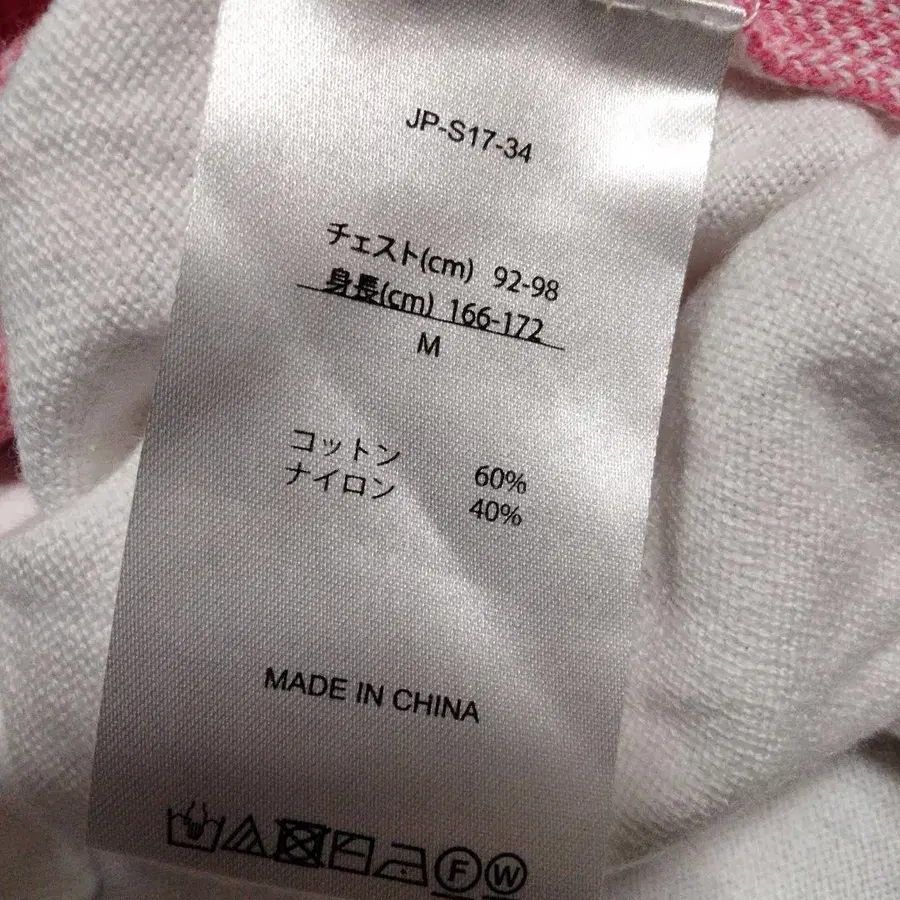 JP-S17-34
チェスト(cm) 92-98
身長(cm) 166-172
M
コットン 60%
ナイロン 40%
MADE IN CHINA
F W